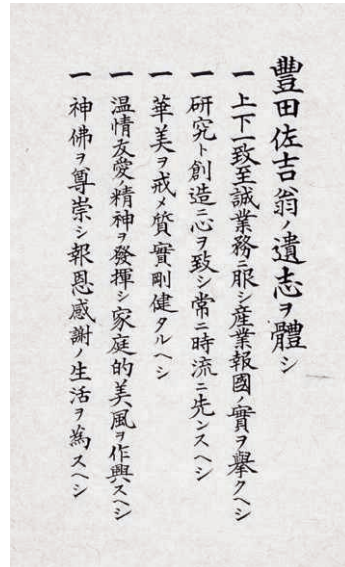 豐田佐吉翁ノ遺志ヲ體シ
一 上下一致至誠業務ニ服シ産業報國ノ實ヲ擧クヘシ
一 研究ト創造ニ心ヲ致シ常ニ時流ニ先ンスヘシ
一 華美ヲ戒メ質實剛健タルヘシ
一 温情友愛ノ精神ヲ發揮シ家庭的美風ヲ作興スヘシ
一 神佛ヲ尊崇シ報恩感謝ノ生活ヲ為スヘシ